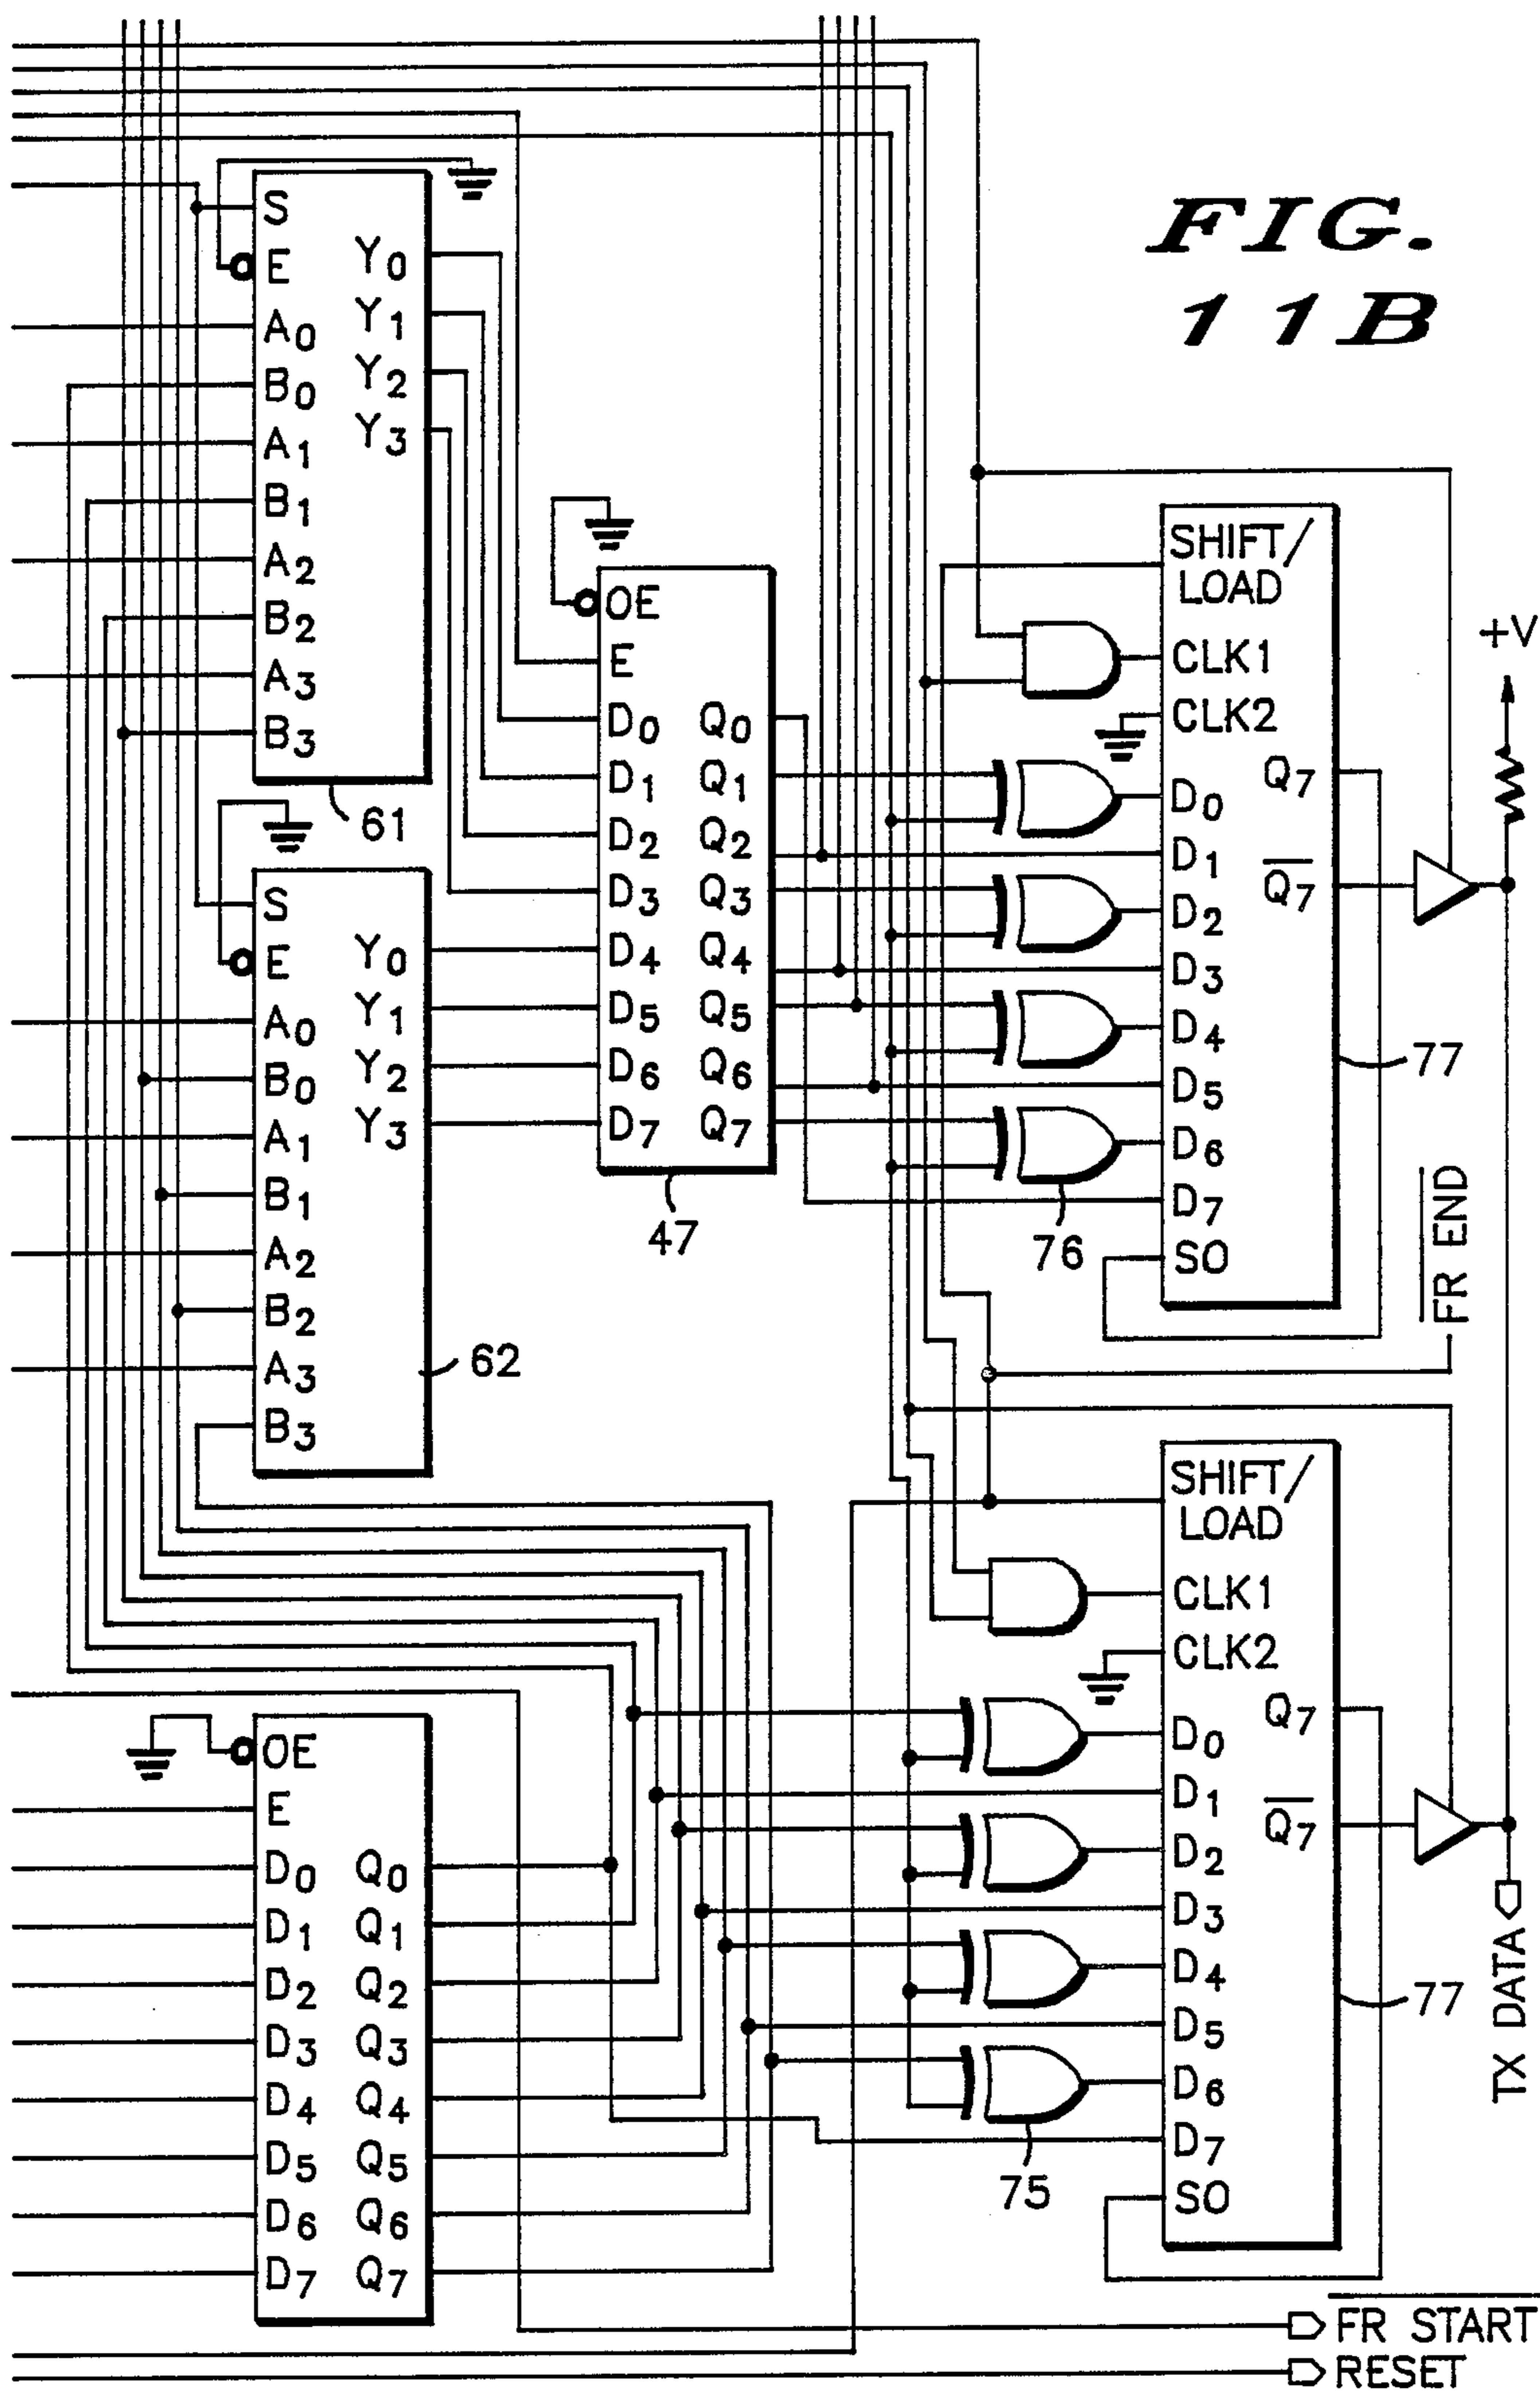 FIG.
11B
S
E
A0
B0
A1
B1
A2
B2
A3
B3
Y0
Y1
Y2
Y3
61
S
E
A0
B0
A1
B1
A2
B2
A3
B3
Y0
Y1
Y2
Y3
62
OE
E
D0
D1
D2
D3
D4
D5
D6
D7
Q0
Q1
Q2
Q3
Q4
Q5
Q6
Q7
47
SHIFT/
LOAD
CLK1
CLK2
D0
D1
D2
D3
D4
D5
D6
D7
SO
Q7
Q7
77
76
+V
FR END
OE
E
D0
D1
D2
D3
D4
D5
D6
D7
Q0
Q1
Q2
Q3
Q4
Q5
Q6
Q7
SHIFT/
LOAD
CLK1
CLK2
D0
D1
D2
D3
D4
D5
D6
D7
SO
Q7
Q7
77
75
TX DATA
FR START
RESET